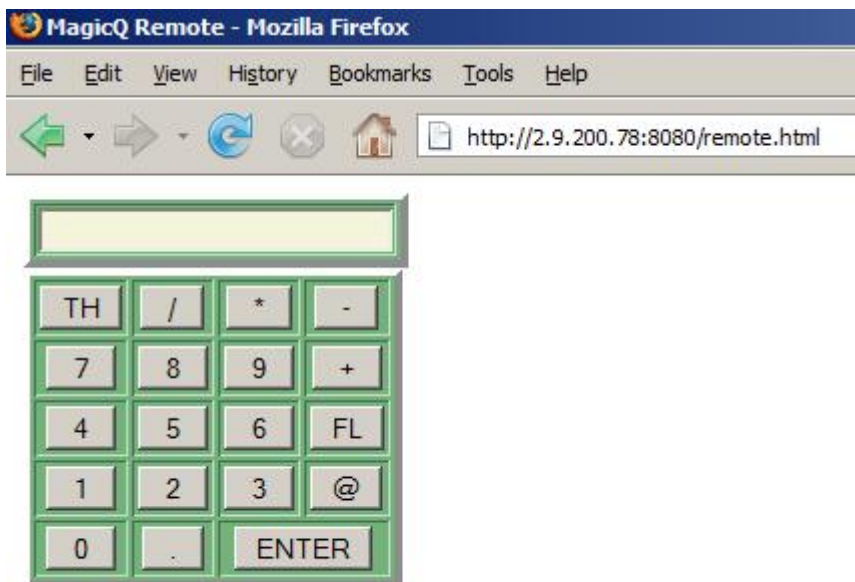 MagicQ Remote - Mozilla Firefox
File Edit View History Bookmarks Tools Help
http://2.9.200.78:8080/remote.html
TH / * -
7 8 9 +
4 5 6 FL
1 2 3 @
0 . ENTER